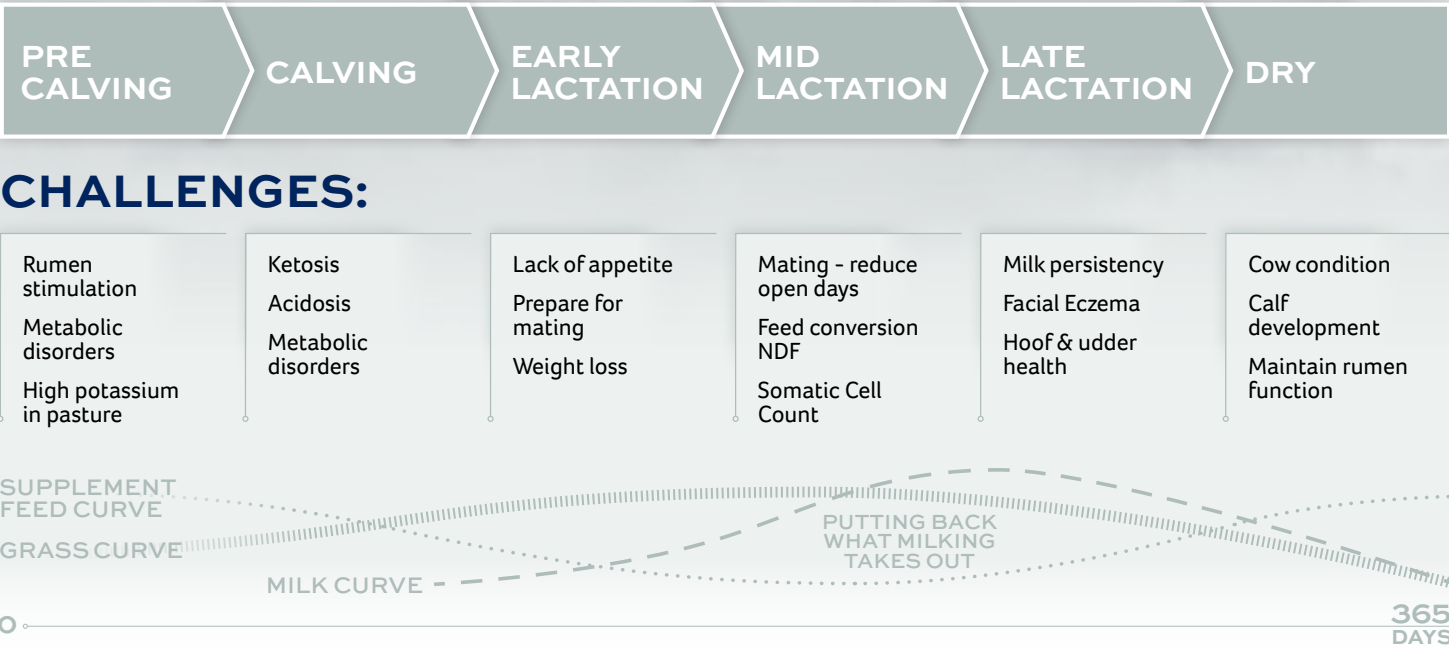 PRE
CALVING
CALVING
EARLY
LACTATION
MID
LACTATION
LATE
LACTATION
DRY
CHALLENGES:
Rumen
stimulation
Metabolic
disorders
High potassium
in pasture
Ketosis
Acidosis
Metabolic
disorders
Lack of appetite
Prepare for
mating
Weight loss
Mating - reduce
open days
Feed conversion
NDF
Somatic Cell
Count
Milk persistency
Facial Eczema
Hoof & udder
health
Cow condition
Calf
development
Maintain rumen
function
SUPPLEMENT
FEED CURVE
GRASS CURVE
MILK CURVE
PUTTING BACK
WHAT MILKING
TAKES OUT
0
365
DAYS